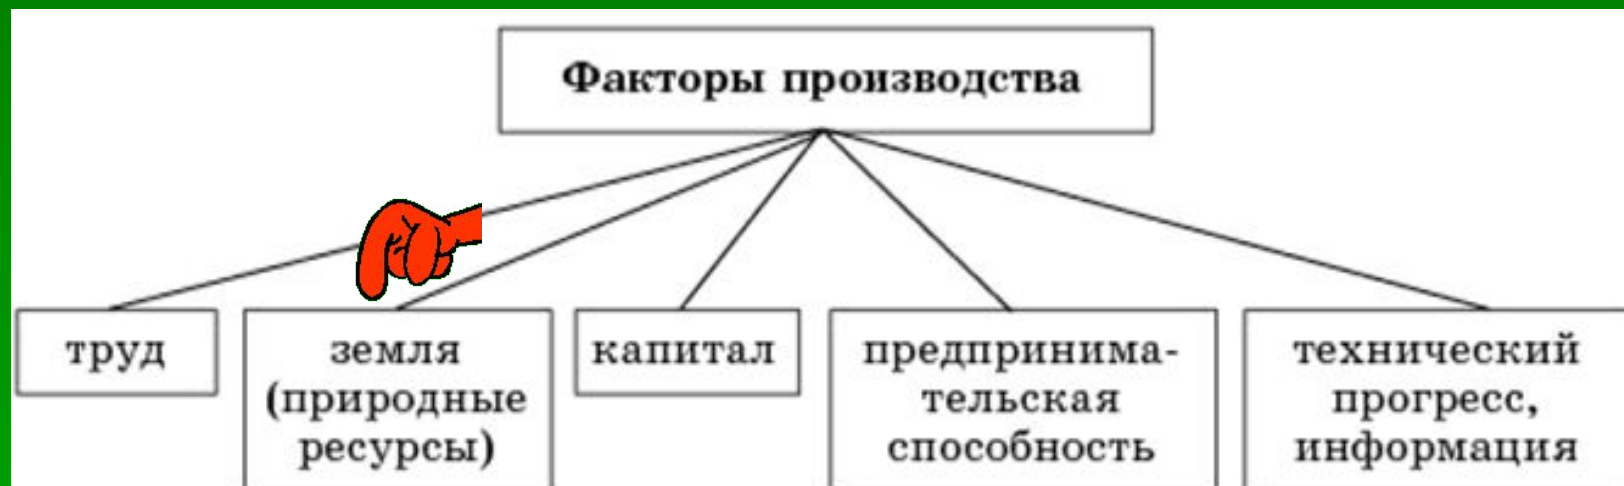 Факторы производства
труд
земля
(природные
ресурсы)
капитал
предпринима-
тельская
способность
технический
прогресс,
информация